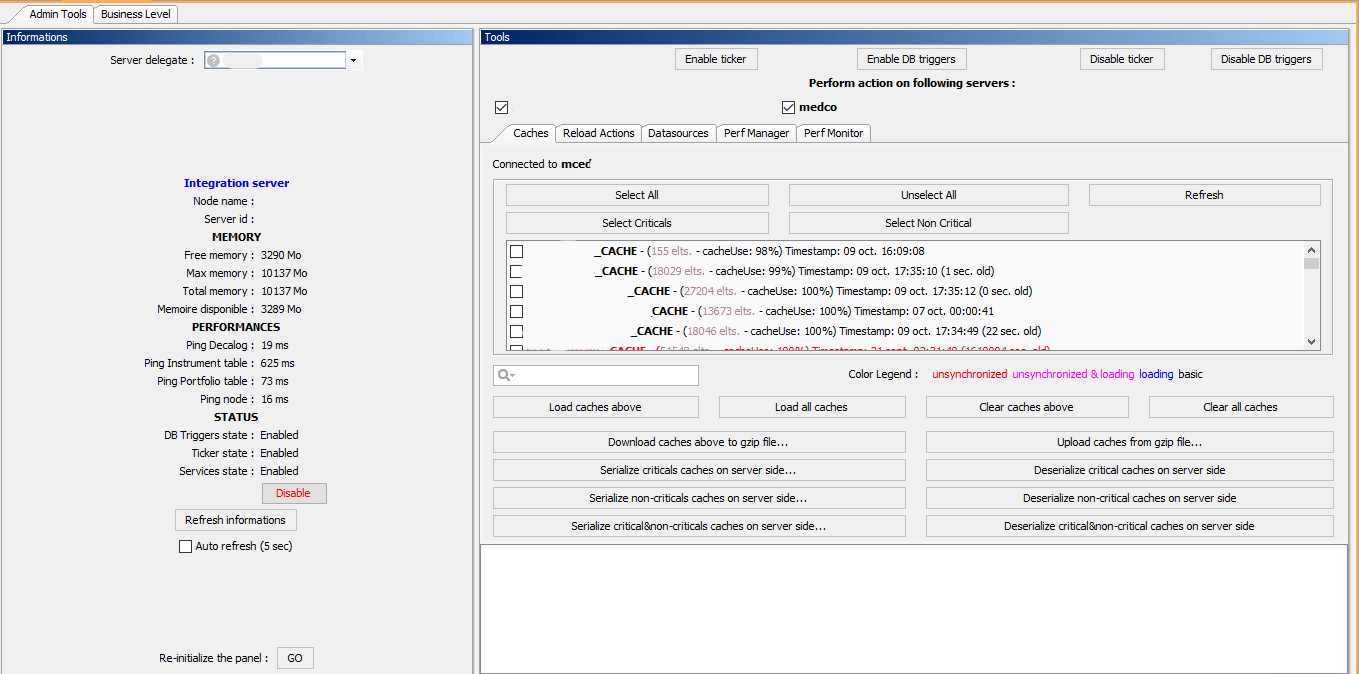 Admin Tools Business Level
Informations
Server delegate :
Integration server
Node name :
Server id :
MEMORY
Free memory : 3290 Mo
Max memory : 10137 Mo
Total memory : 10137 Mo
Memoire disponible : 3289 Mo
PERFORMANCES
Ping Decalog : 19 ms
Ping Instrument table : 625 ms
Ping Portfolio table : 73 ms
Ping node : 16 ms
STATUS
DB Triggers state : Enabled
Ticker state : Enabled
Services state : Enabled
Disable
Refresh informations
Auto refresh (5 sec)
Re-initialize the panel : GO
Tools
Enable ticker Enable DB triggers Disable ticker Disable DB triggers
Perform action on following servers :
medco
Caches Reload Actions Datasources Perf Manager Perf Monitor
Connected to
Select All Unselect All Refresh
Select Criticals Select Non Critical
_CACHE - (155 elts. - cacheUse: 98%) Timestamp: 09 oct. 16:09:08
_CACHE - (18029 elts. - cacheUse: 99%) Timestamp: 09 oct. 17:35:10 (1 sec. old)
_CACHE - (27204 elts. - cacheUse: 100%) Timestamp: 09 oct. 17:35:12 (0 sec. old)
CACHE - (13673 elts. - cacheUse: 100%) Timestamp: 07 oct. 00:00:41
_CACHE - (18046 elts. - cacheUse: 100%) Timestamp: 09 oct. 17:34:49 (22 sec. old)
Color Legend : unsynchronized unsynchronized & loading loading basic
Load caches above Load all caches Clear caches above Clear all caches
Download caches above to gzip file... Upload caches from gzip file...
Serialize criticals caches on server side... Deserialize critical caches on server side
Serialize non-criticals caches on server side... Deserialize non-critical caches on server side
Serialize critical&non-criticals caches on server side... Deserialize critical&non-critical caches on server side